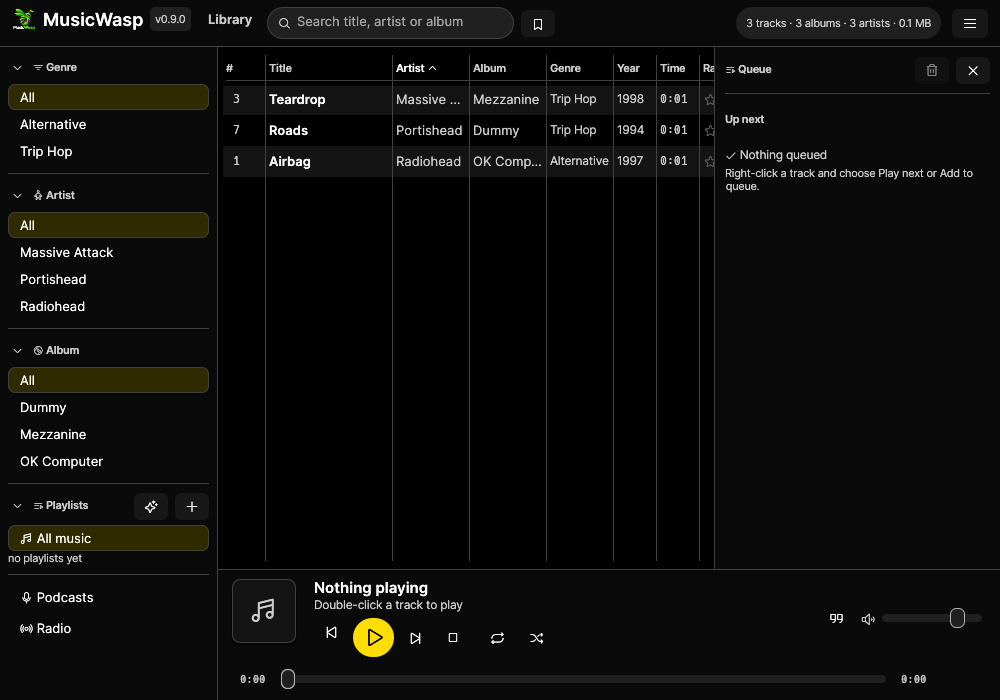 MusicWasp v0.9.0 Library Search title, artist or album 3 tracks · 3 albums · 3 artists · 0.1 MB
Genre
All
Alternative
Trip Hop
Artist
All
Massive Attack
Portishead
Radiohead
Album
All
Dummy
Mezzanine
OK Computer
Playlists
All music
no playlists yet
Podcasts
Radio
# Title Artist Album Genre Year Time Ra
3 Teardrop Massive ... Mezzanine Trip Hop 1998 0:01
7 Roads Portishead Dummy Trip Hop 1994 0:01
1 Airbag Radiohead OK Comp... Alternative 1997 0:01
Queue
Up next
Nothing queued
Right-click a track and choose Play next or Add to
queue.
Nothing playing
Double-click a track to play
0:00 0:00